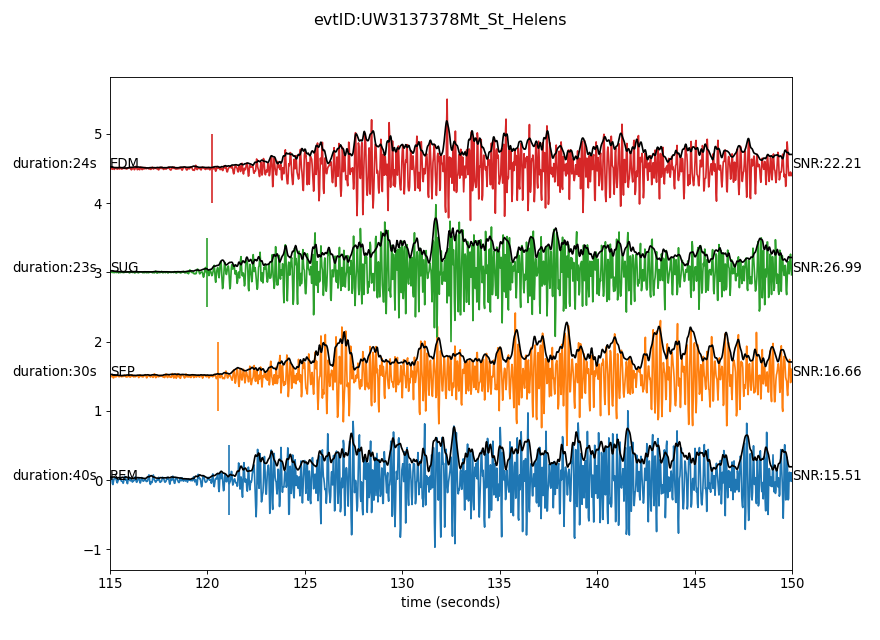 evtID:UW3137378Mt_St_Helens
5
duration:24s EDM SNR:22.21
4
duration:23s SUG SNR:26.99
3
2
duration:30s SEP SNR:16.66
1
duration:40s REM SNR:15.51
0
−1
115 120 125 130 135 140 145 150
time (seconds)